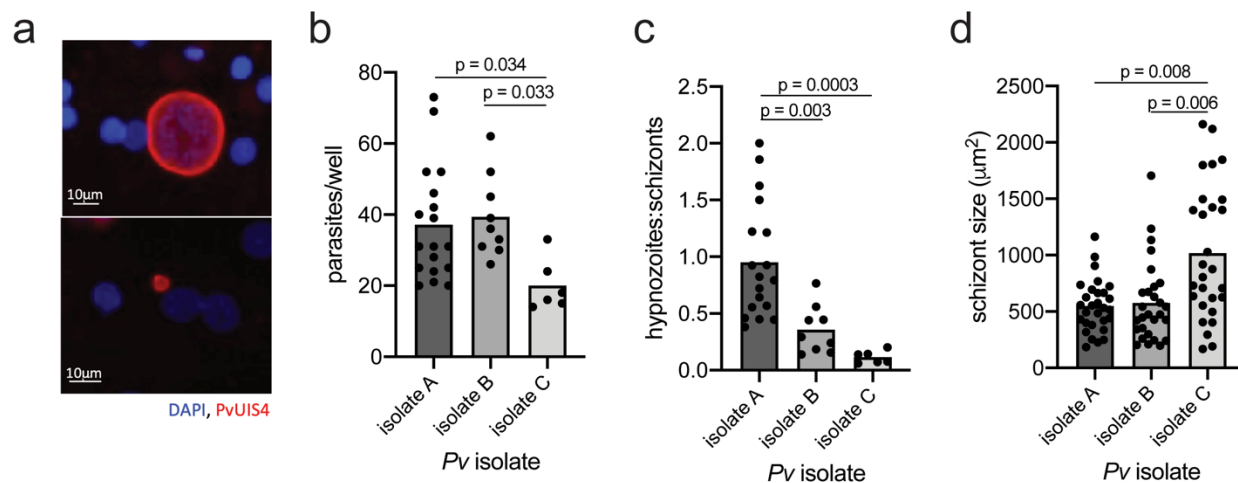 a
10μm
10μm
DAPI, PvUIS4
b
parasites/well
80
60
40
20
0
p = 0.034
p = 0.033
isolate A
isolate B
isolate C
Pv isolate
c
hypnozoites:schizonts
2.5
2.0
1.5
1.0
0.5
0.0
p = 0.0003
p = 0.003
isolate A
isolate B
isolate C
Pv isolate
d
schizont size (μm²)
2500
2000
1500
1000
500
0
p = 0.008
p = 0.006
isolate A
isolate B
isolate C
Pv isolate